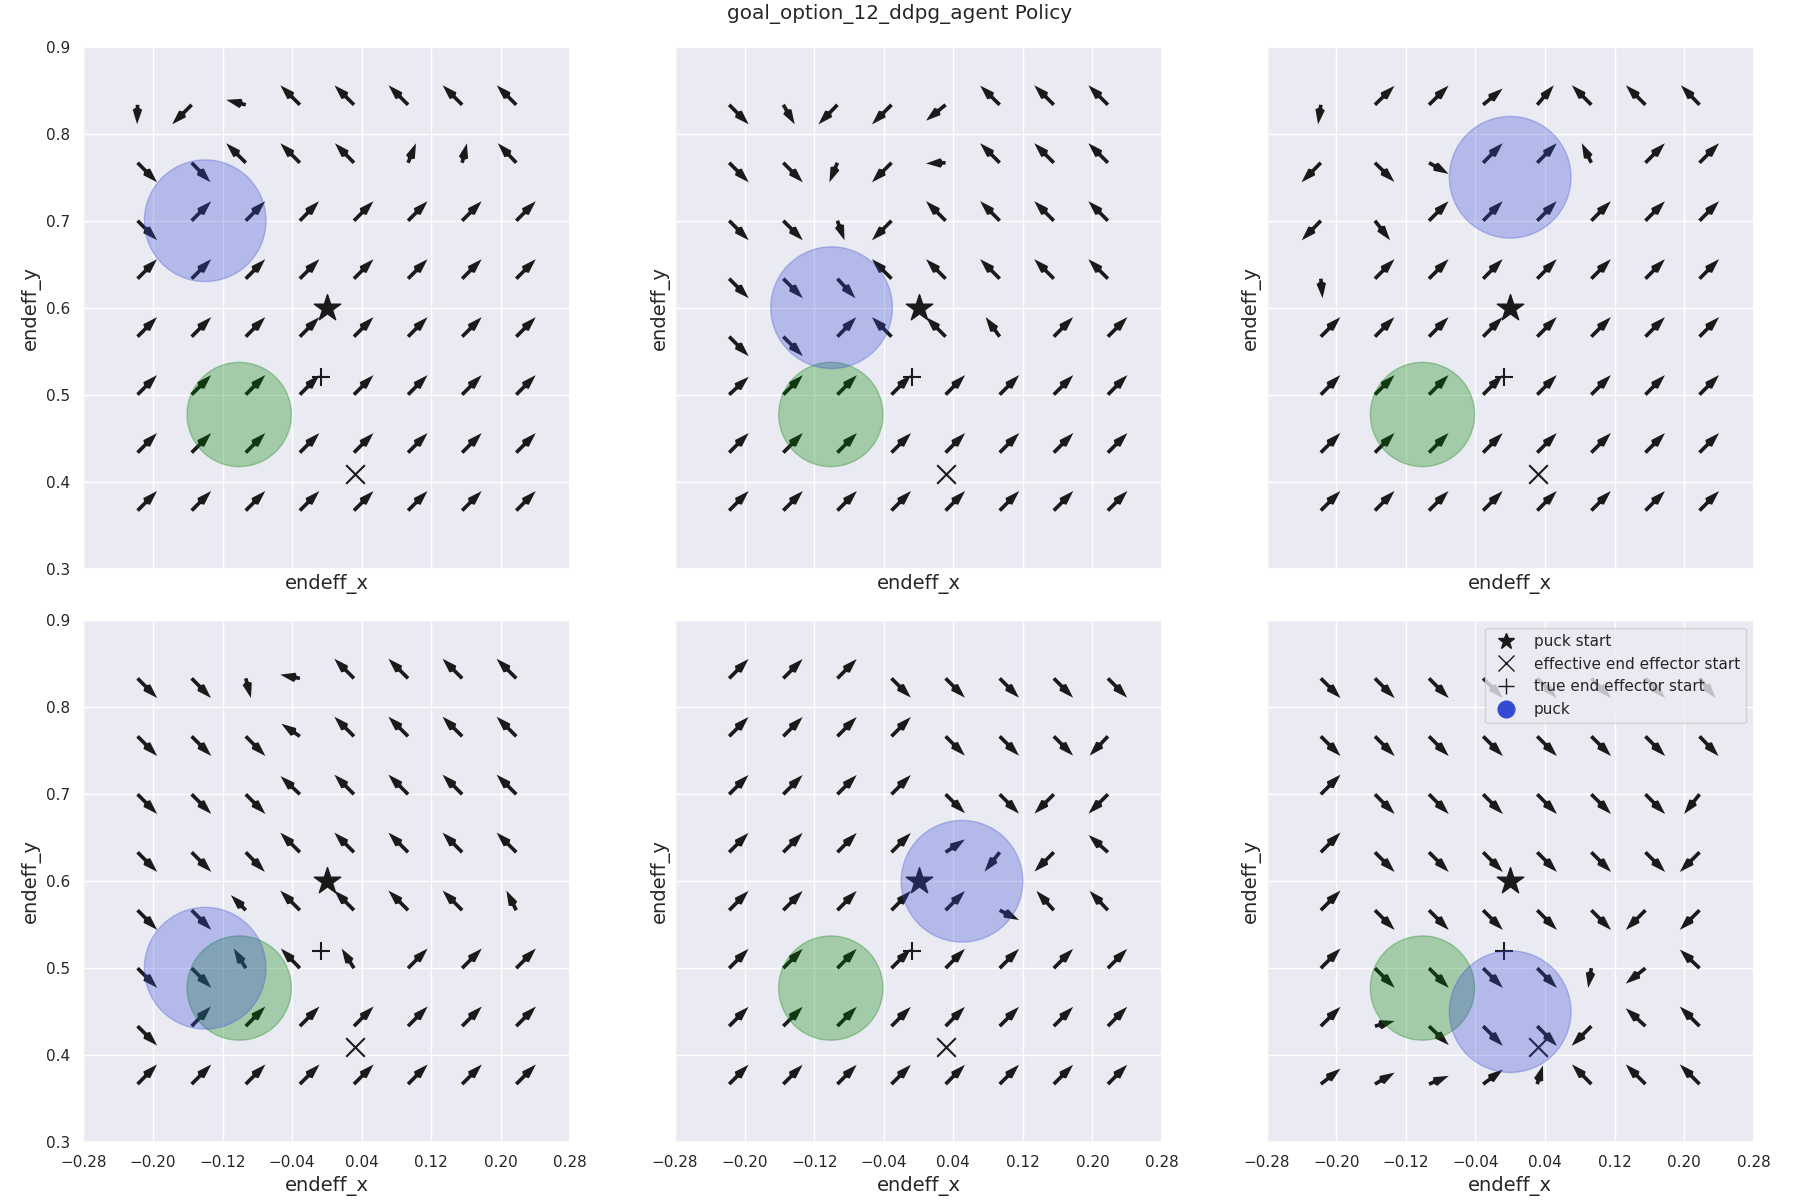 goal_option_12_ddpg_agent Policy
0.9
0.8
0.7
0.6
0.5
0.4
0.3
endeff_y
endeff_x
endeff_y
endeff_x
endeff_y
endeff_x
0.9
0.8
0.7
0.6
0.5
0.4
0.3
endeff_y
−0.28 −0.20 −0.12 −0.04 0.04 0.12 0.20 0.28
endeff_x
endeff_y
−0.28 −0.20 −0.12 −0.04 0.04 0.12 0.20 0.28
endeff_x
puck start
effective end effector start
true end effector start
puck
endeff_y
−0.28 −0.20 −0.12 −0.04 0.04 0.12 0.20 0.28
endeff_x